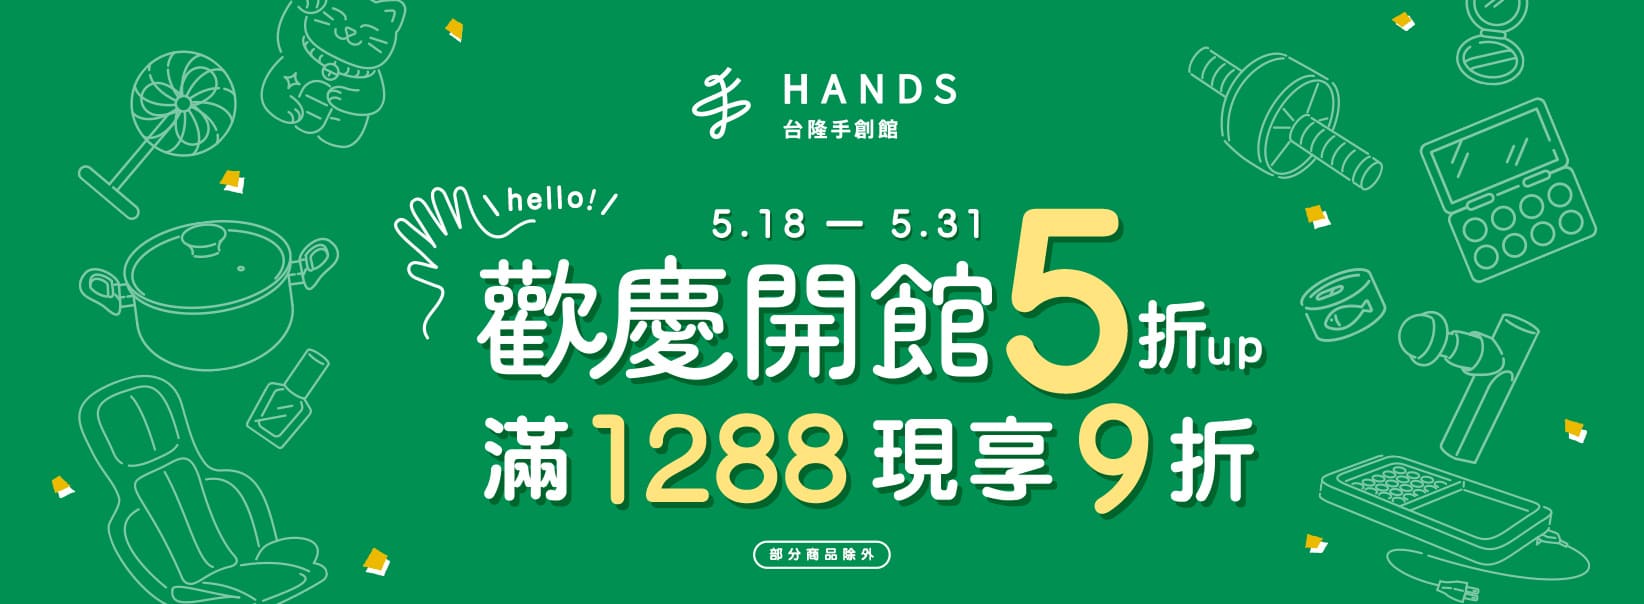 HANDS
台隆手創館
hello!
5.18 — 5.31
歡慶開館5折up
滿1288現享9折
部分商品除外